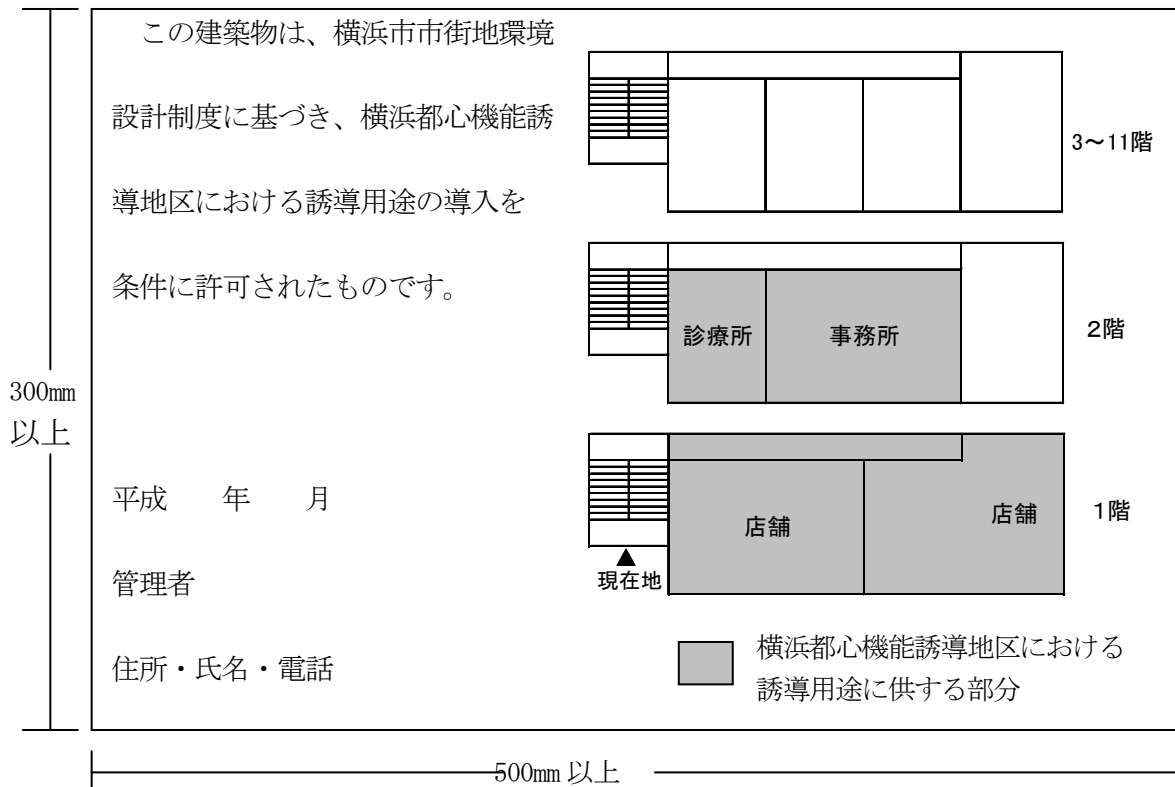 この建築物は、横浜市市街地環境
設計制度に基づき、横浜都心機能誘
導地区における誘導用途の導入を
条件に許可されたものです。
平成　　年　　月
管理者
住所・氏名・電話
3～11階
診療所
事務所
2階
店舗
店舗
1階
▲
現在地
横浜都心機能誘導地区における
誘導用途に供する部分
300mm
以上
500mm 以上